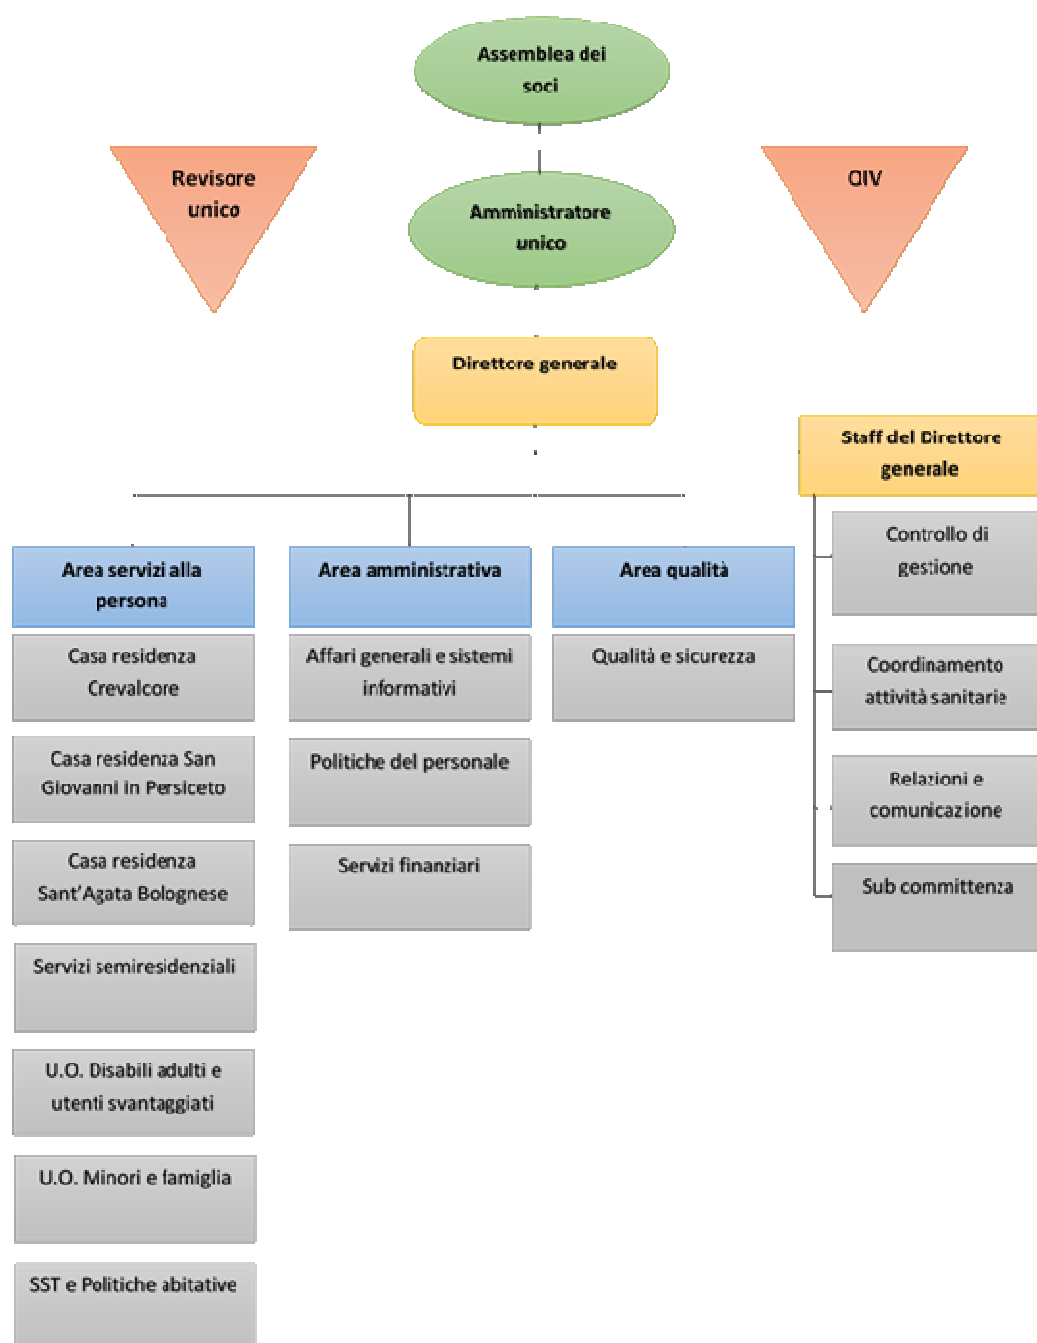 Assemblea dei
soci
Revisore
unico
OIV
Amministratore
unico
Direttore generale
Staff del Direttore
generale
Controllo di
gestione
Coordinamento
attività sanitarie
Relazioni e
comunicazione
Sub committenza
Area servizi alla
persona
Casa residenza
Crevalcore
Casa residenza San
Giovanni in Persiceto
Casa residenza
Sant'Agata Bolognese
Servizi semiresidenziali
U.O. Disabili adulti e
utenti svantaggiati
U.O. Minori e famiglia
SST e Politiche abitative
Area amministrativa
Affari generali e sistemi
informativi
Politiche del personale
Servizi finanziari
Area qualità
Qualità e sicurezza